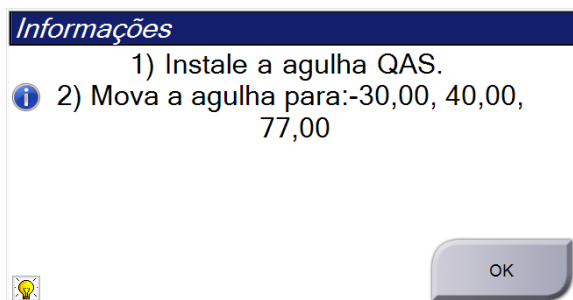 Informações
1) Instale a agulha QAS.
2) Mova a agulha para:-30,00, 40,00,
77,00
OK